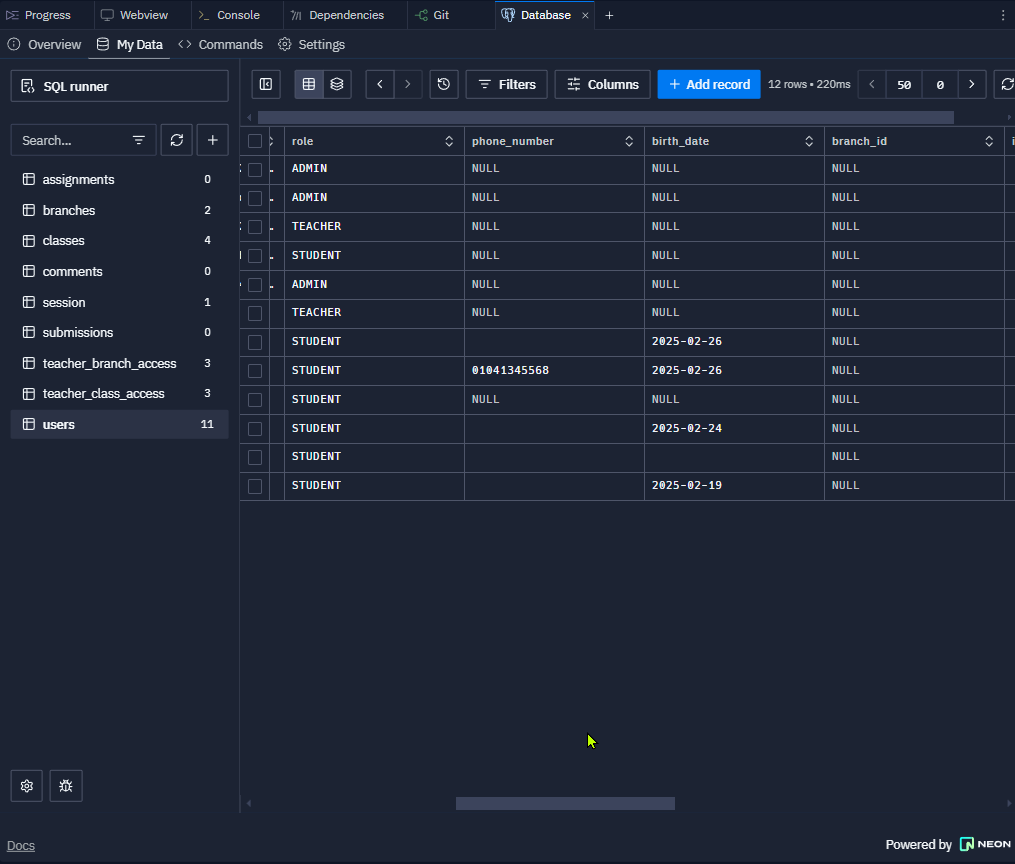 Progress Webview Console Dependencies Git Database × +
Overview My Data Commands Settings
SQL runner
Filters Columns + Add record 12 rows • 220ms 50 0
Search...
role phone_number birth_date branch_id
ADMIN NULL NULL NULL
ADMIN NULL NULL NULL
TEACHER NULL NULL NULL
STUDENT NULL NULL NULL
ADMIN NULL NULL NULL
TEACHER NULL NULL NULL
STUDENT 2025-02-26 NULL
STUDENT 01041345568 2025-02-26 NULL
STUDENT NULL NULL NULL
STUDENT 2025-02-24 NULL
STUDENT NULL
STUDENT 2025-02-19 NULL
assignments 0
branches 2
classes 4
comments 0
session 1
submissions 0
teacher_branch_access 3
teacher_class_access 3
users 11
Docs
Powered by NEON